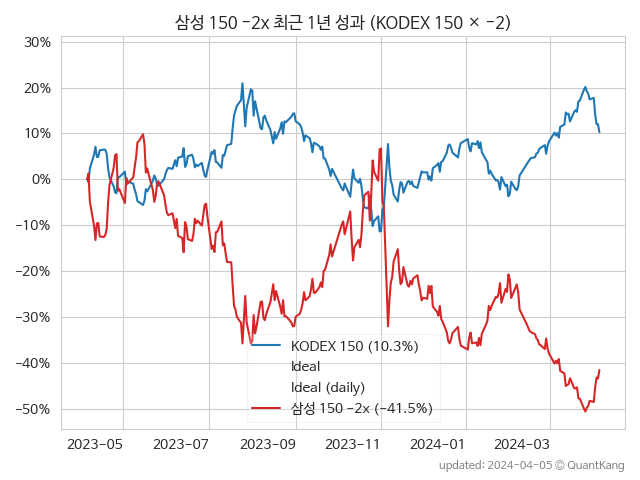 삼성 150 −2x 최근 1년 성과 (KODEX 150 × −2)
30%
20%
10%
0%
−10%
−20%
−30%
−40%
−50%
KODEX 150 (10.3%)
Ideal
Ideal (daily)
삼성 150 −2x (−41.5%)
2023−05 2023−07 2023−09 2023−11 2024−01 2024−03
updated: 2024-04-05 © QuantKang